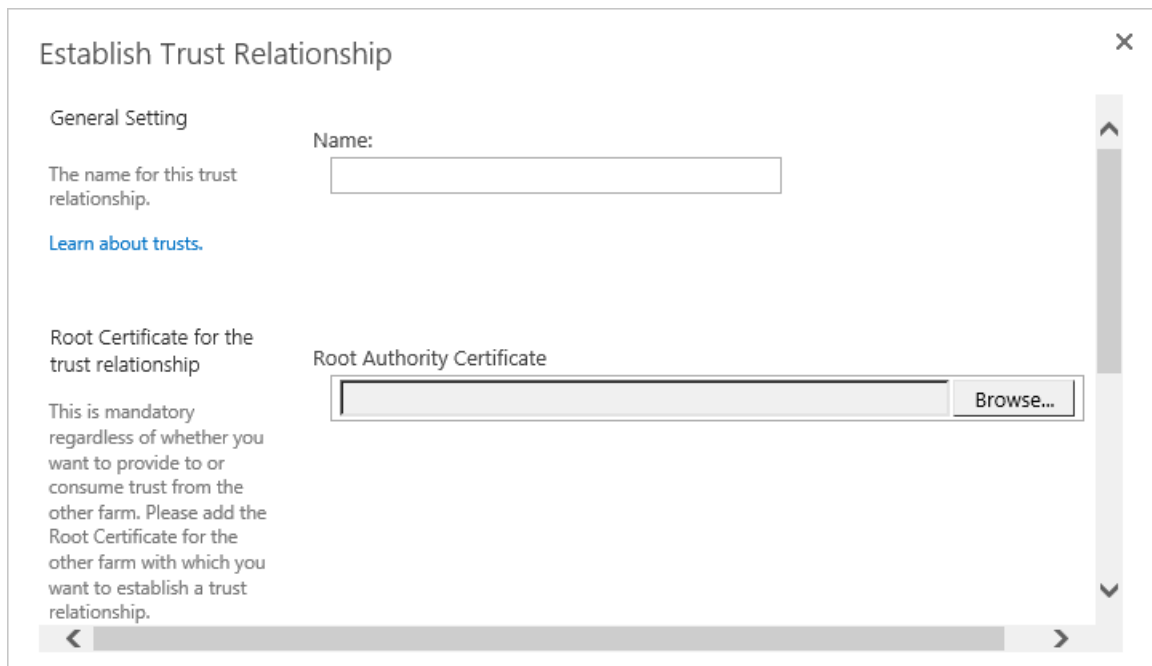 Establish Trust Relationship
General Setting
Name:
The name for this trust
relationship.
Learn about trusts.
Root Certificate for the
trust relationship
Root Authority Certificate
Browse...
This is mandatory
regardless of whether you
want to provide to or
consume trust from the
other farm. Please add the
Root Certificate for the
other farm with which you
want to establish a trust
relationship.